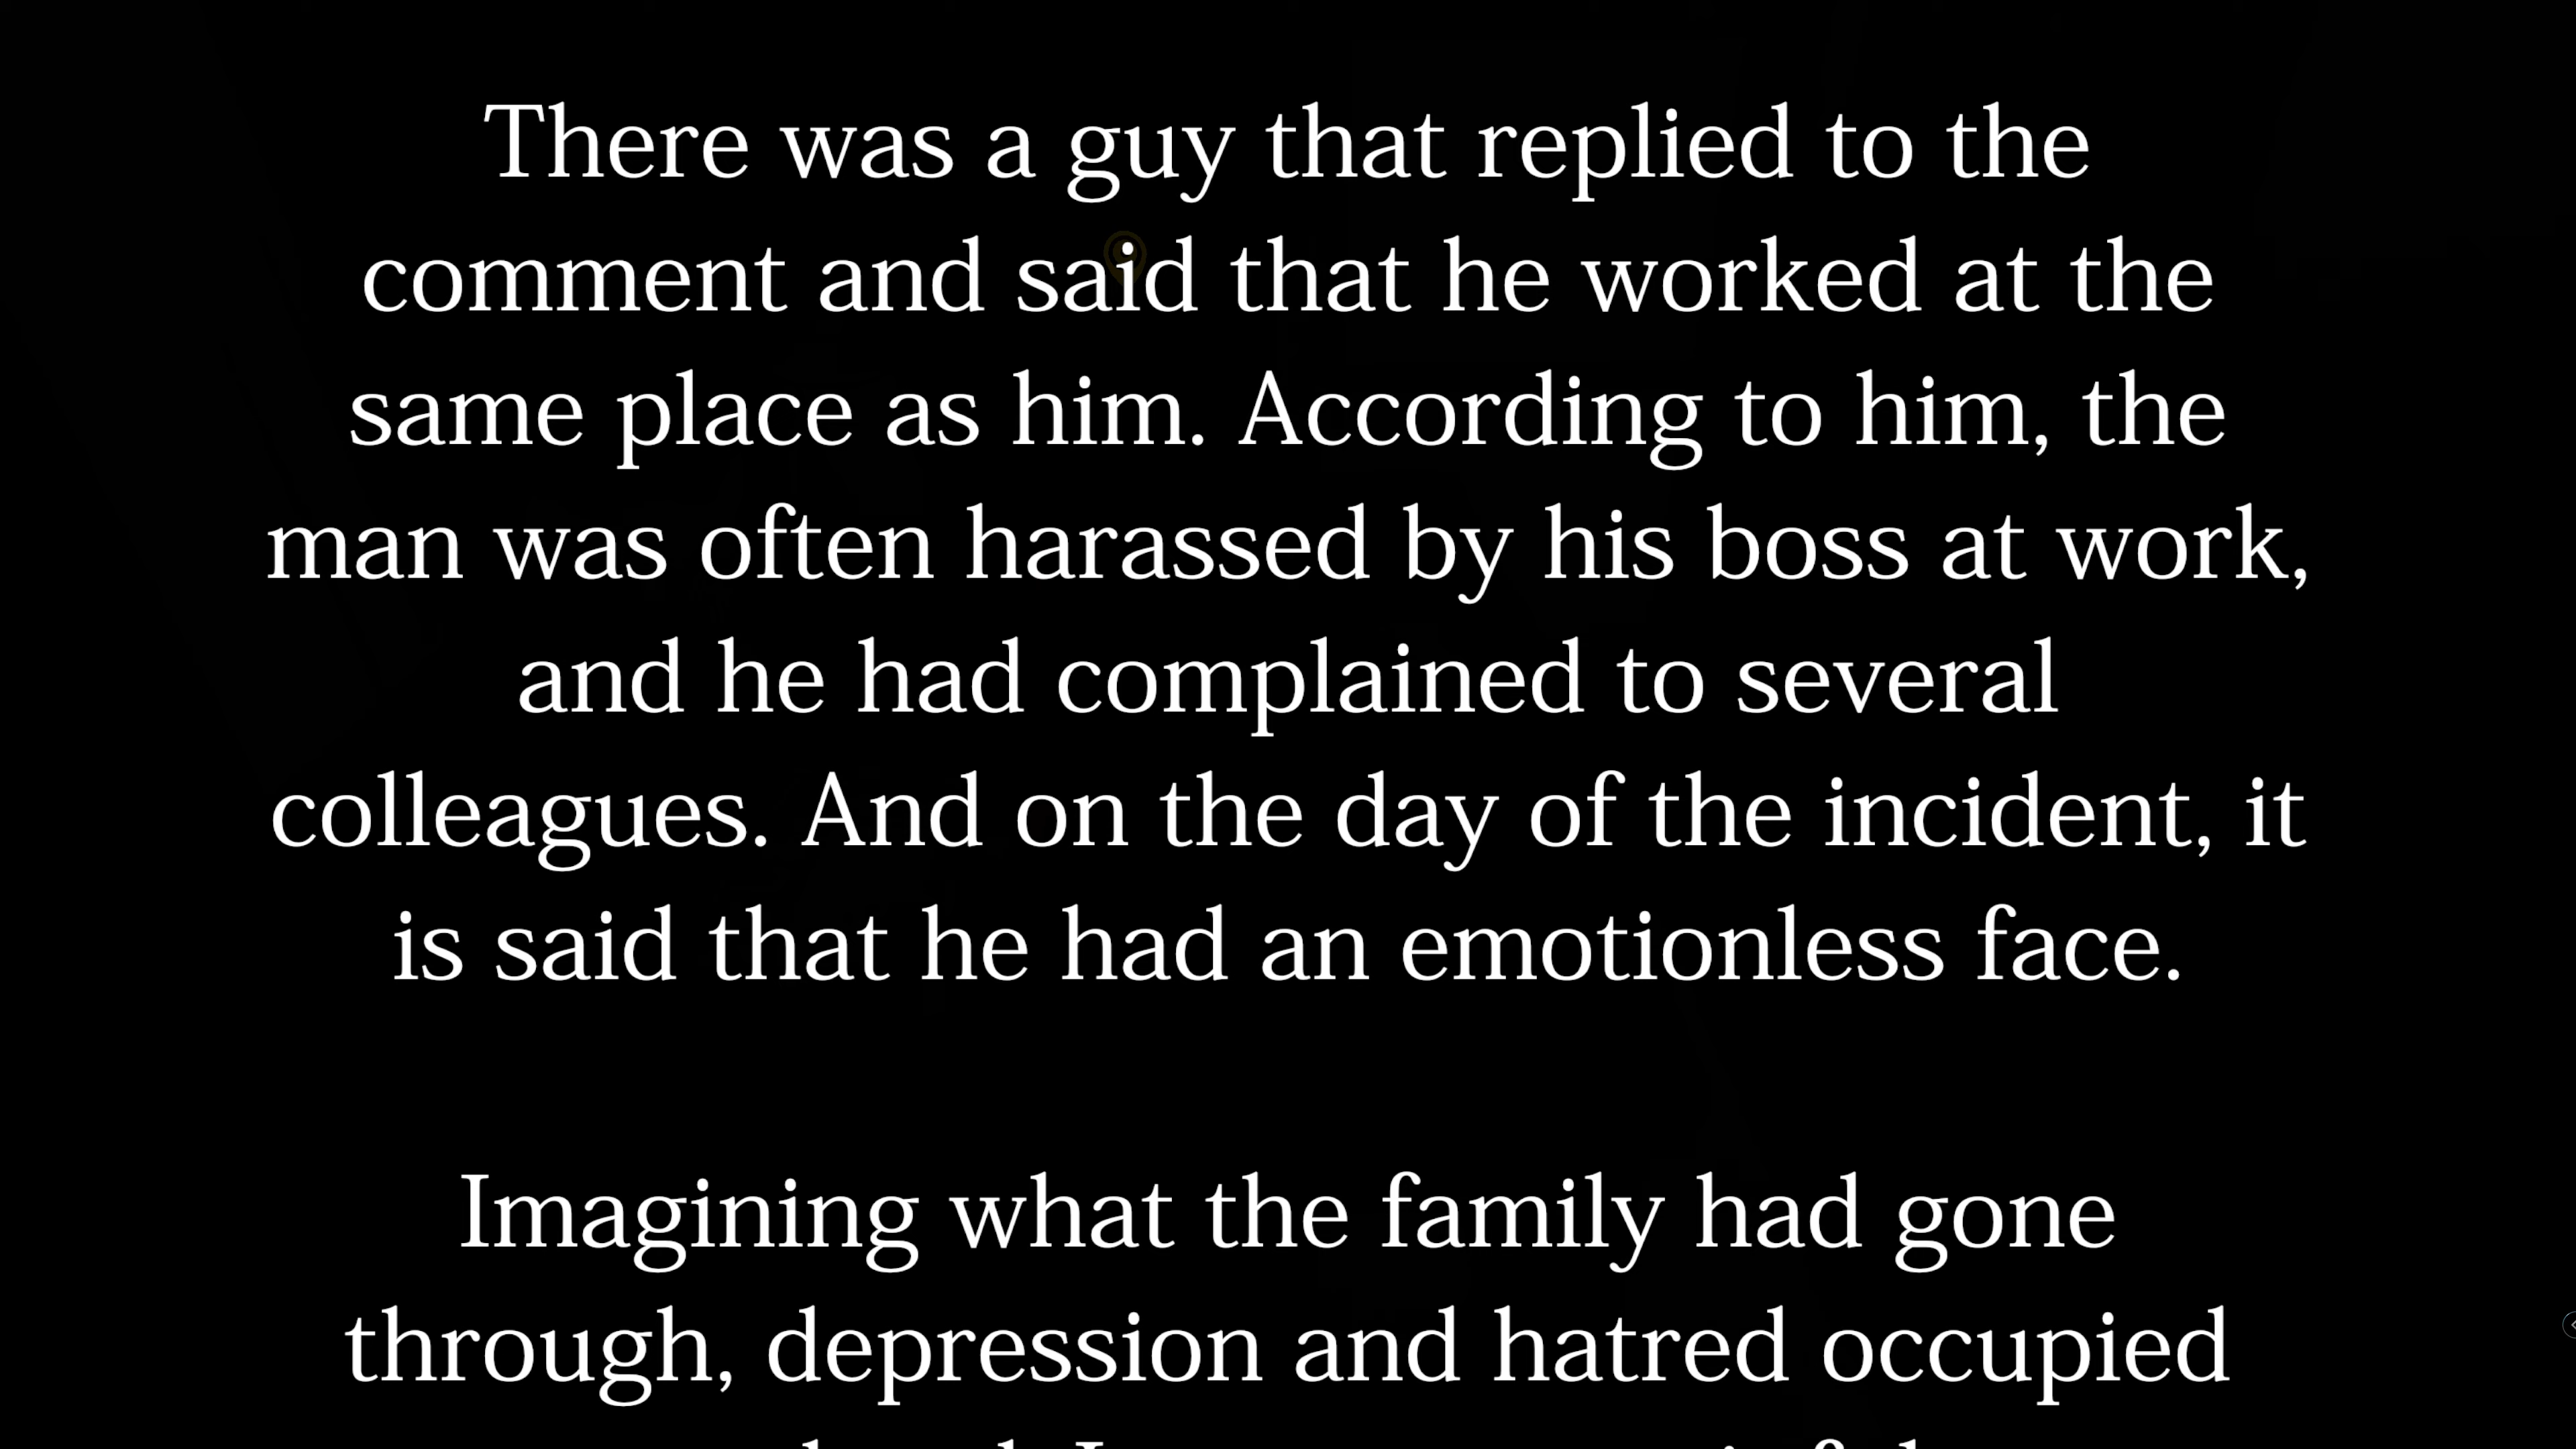 There was a guy that replied to the
comment and said that he worked at the
same place as him. According to him, the
man was often harassed by his boss at work,
and he had complained to several
colleagues. And on the day of the incident, it
is said that he had an emotionless face.
Imagining what the family had gone
through, depression and hatred occupied